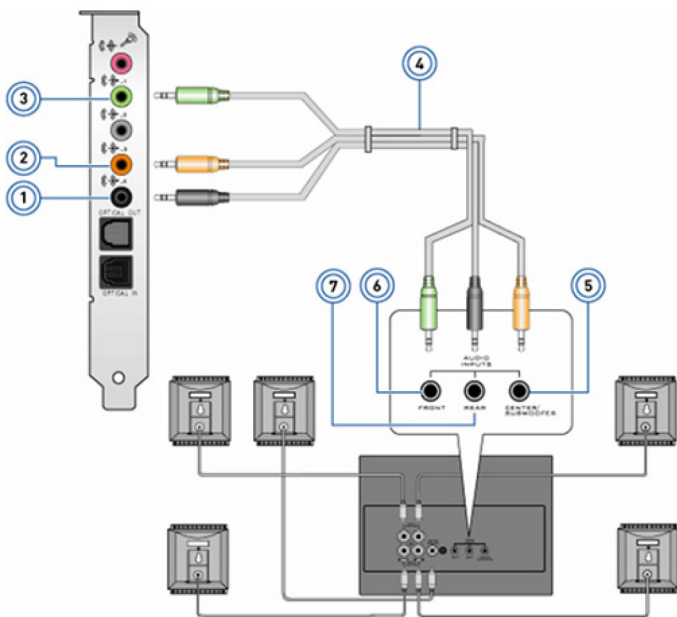 3
2
1
OPTICAL OUT
OPTICAL IN
4
7
6
5
AUDIO
INPUTS
FRONT
REAR
CENTER/
SUBWOOFER